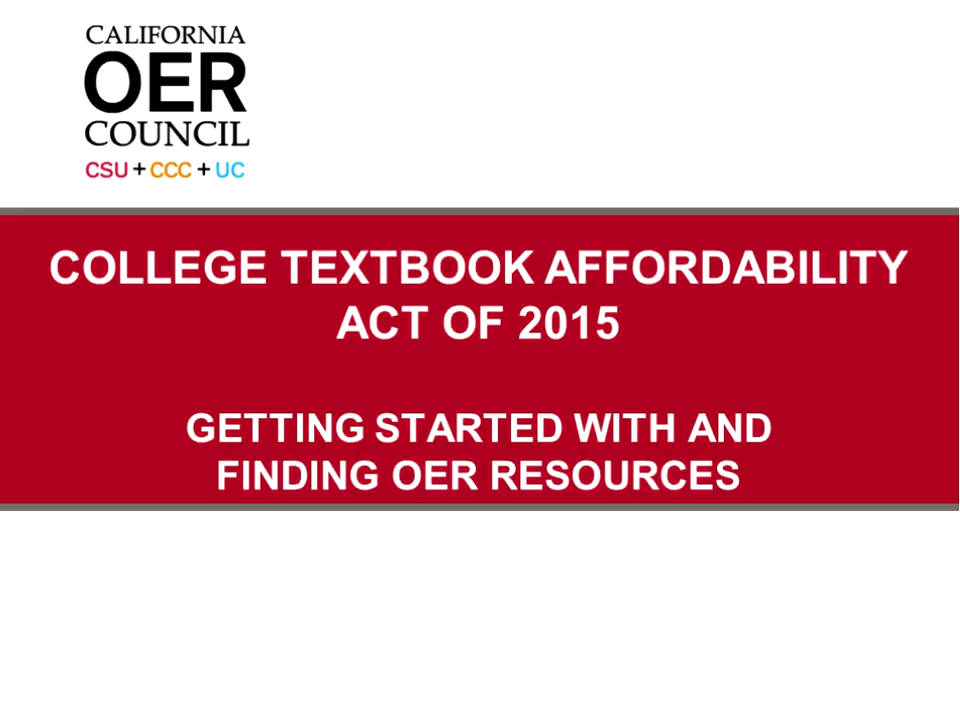 CALIFORNIA
OER
COUNCIL
CSU + CCC + UC
COLLEGE TEXTBOOK AFFORDABILITY
ACT OF 2015
GETTING STARTED WITH AND
FINDING OER RESOURCES